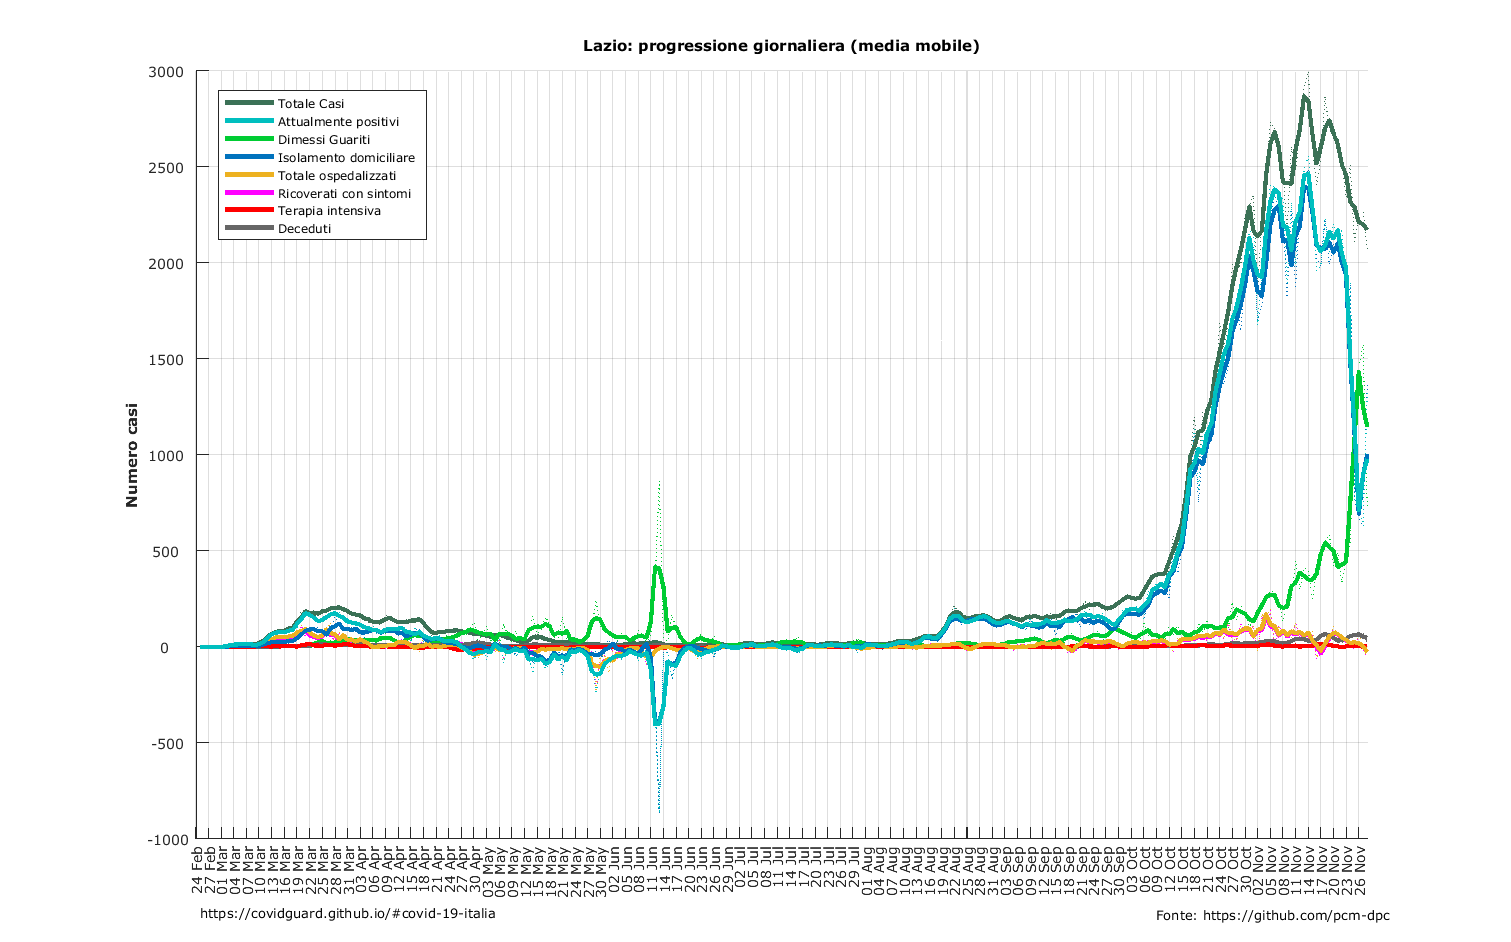 Lazio: progressione giornaliera (media mobile)
3000
2500
2000
1500
1000
500
0
-500
-1000
Numero casi
Totale Casi
Attualmente positivi
Dimessi Guariti
Isolamento domiciliare
Totale ospedalizzati
Ricoverati con sintomi
Terapia intensiva
Deceduti
24 Feb
27 Feb
01 Mar
04 Mar
07 Mar
10 Mar
13 Mar
16 Mar
19 Mar
22 Mar
25 Mar
28 Mar
31 Mar
03 Apr
06 Apr
09 Apr
12 Apr
15 Apr
18 Apr
21 Apr
24 Apr
27 Apr
30 Apr
03 May
06 May
09 May
12 May
15 May
18 May
21 May
24 May
27 May
30 May
02 Jun
05 Jun
08 Jun
11 Jun
14 Jun
17 Jun
20 Jun
23 Jun
26 Jun
29 Jun
02 Jul
05 Jul
08 Jul
11 Jul
14 Jul
17 Jul
20 Jul
23 Jul
26 Jul
29 Jul
01 Aug
04 Aug
07 Aug
10 Aug
13 Aug
16 Aug
19 Aug
22 Aug
25 Aug
28 Aug
31 Aug
03 Sep
06 Sep
09 Sep
12 Sep
15 Sep
18 Sep
21 Sep
24 Sep
27 Sep
30 Sep
03 Oct
06 Oct
09 Oct
12 Oct
15 Oct
18 Oct
21 Oct
24 Oct
27 Oct
30 Oct
02 Nov
05 Nov
08 Nov
11 Nov
14 Nov
17 Nov
20 Nov
23 Nov
26 Nov
https://covidguard.github.io/#covid-19-italia
Fonte: https://github.com/pcm-dpc